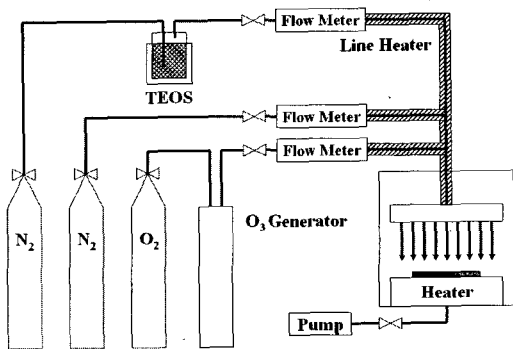 Flow Meter
Line Heater
TEOS
Flow Meter
Flow Meter
N2
N2
O2
O3 Generator
Heater
Pump